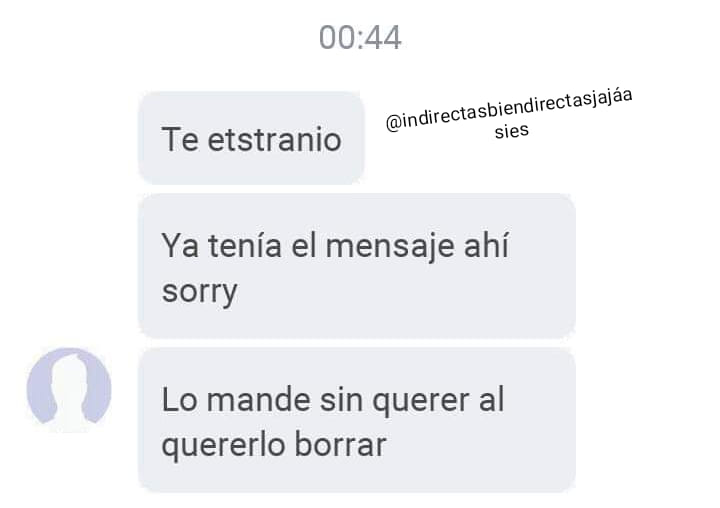 00:44
Te etstranio
@indirectasbiendirectasjajáa
sies
Ya tenía el mensaje ahí
sorry
Lo mande sin querer al
quererlo borrar